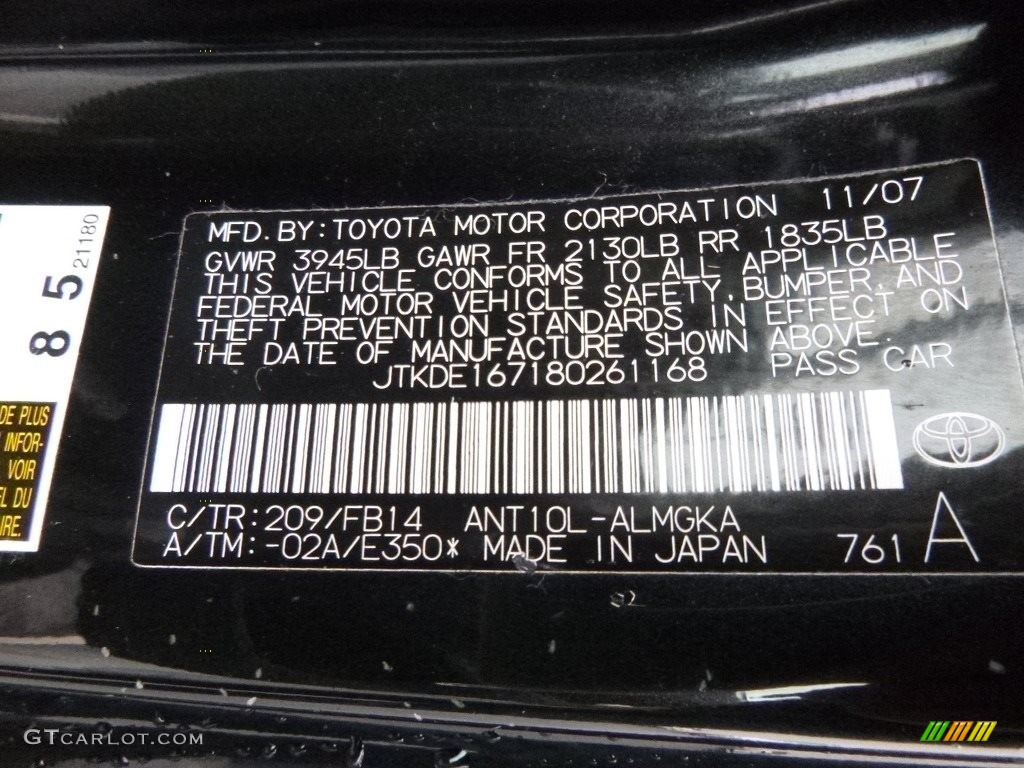 MFD. BY: TOYOTA MOTOR CORPORATION 11/07
GVWR 3945LB GAWR FR 2130LB RR 1835LB
THIS VEHICLE CONFORMS TO ALL APPLICABLE
FEDERAL MOTOR VEHICLE SAFETY, BUMPER, AND
THEFT PREVENTION STANDARDS IN EFFECT ON
THE DATE OF MANUFACTURE SHOWN ABOVE.
JTKDE167180261168 PASS CAR
C/TR: 209/FB14 ANT10L-ALMGKA
A/TM: -02A/E350* MADE IN JAPAN 761 A
8 5
21180
DE PLUS
INFOR-
VOIR
EL DU
AIRE.
GTCARLOT.COM